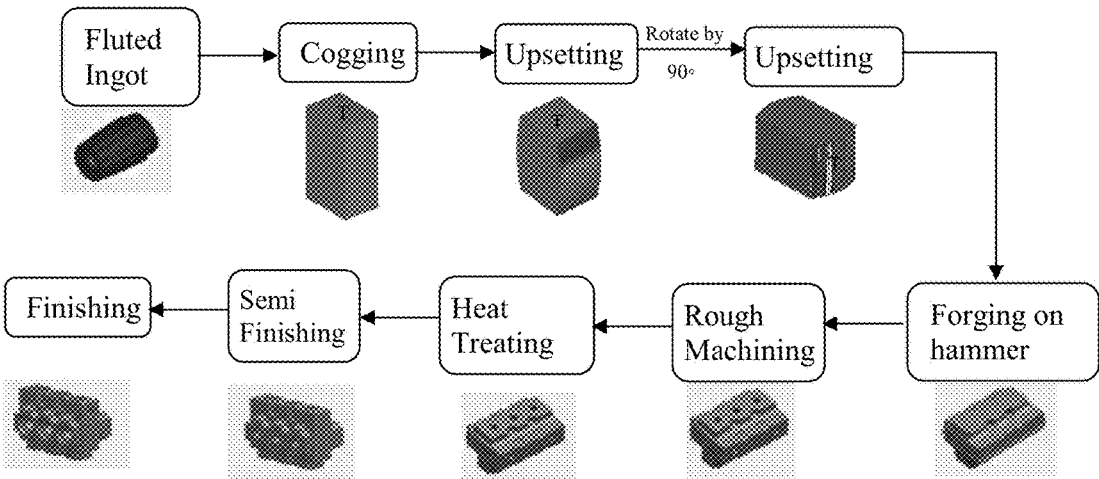 Fluted
Ingot
Cogging
Upsetting
Rotate by
90°
Upsetting
Finishing
Semi
Finishing
Heat
Treating
Rough
Machining
Forging on
hammer